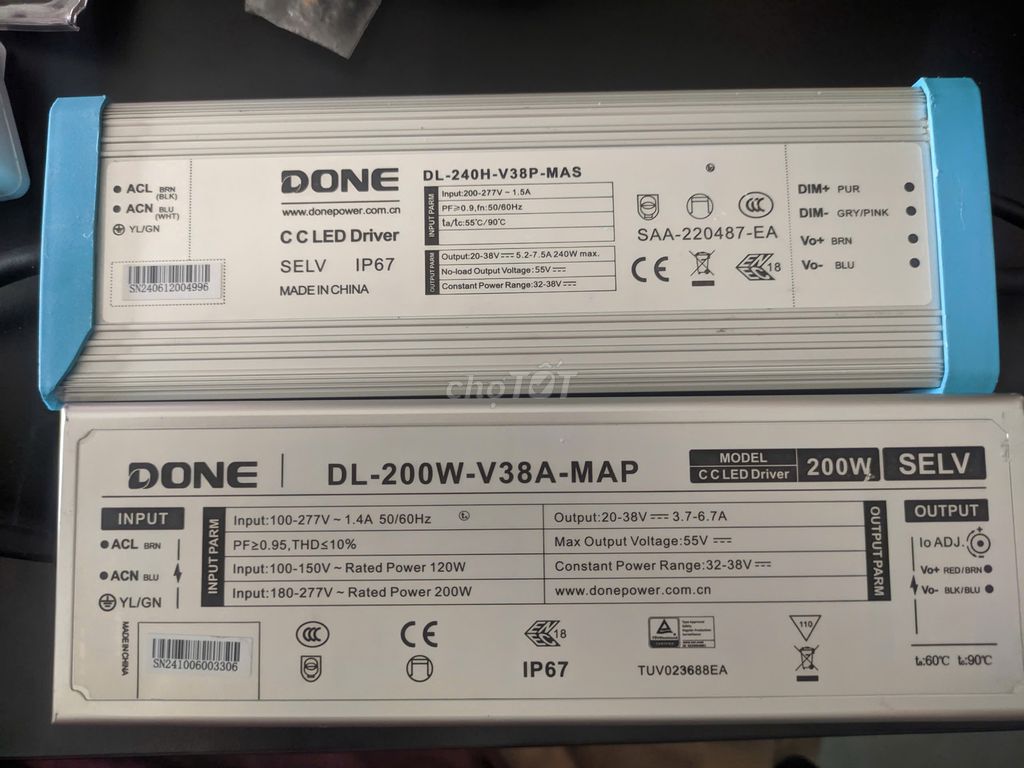 ACL BRN (BLK)
ACN BLU (WHT)
YL/GN
SN240612004996
DONE
www.donepower.com.cn
C C LED Driver
SELV IP67
MADE IN CHINA
DL-240H-V38P-MAS
INPUT PARM
Input:200-277V ~ 1.5A
PF≥0.9,fn:50/60Hz
ta/tc:55℃/90℃
OUTPUT PARM
Output:20-38V⎓ 5.2-7.5A 240W max.
No-load Output Voltage:55V⎓
Constant Power Range:32-38V⎓
CCC
SAA-220487-EA
CE
ENEC 18
DIM+ PUR
DIM- GRY/PINK
Vo+ BRN
Vo- BLU
chợTỐT
DONE
DL-200W-V38A-MAP
MODEL
C C LED Driver
200W
SELV
INPUT
ACL BRN
ACN BLU
YL/GN
INPUT PARM
Input:100-277V ~ 1.4A 50/60Hz
PF≥0.95,THD≤10%
Input:100-150V ~ Rated Power 120W
Input:180-277V ~ Rated Power 200W
Output:20-38V⎓ 3.7-6.7A
Max Output Voltage:55V⎓
Constant Power Range:32-38V⎓
www.donepower.com.cn
OUTPUT PARM
OUTPUT
Io ADJ.
Vo+ RED/BRN
Vo- BLK/BLU
MADE IN CHINA
SN241006003306
CCC
CE
ENEC 18
IP67
TUV023688EA
110
ta:60℃ tc:90℃